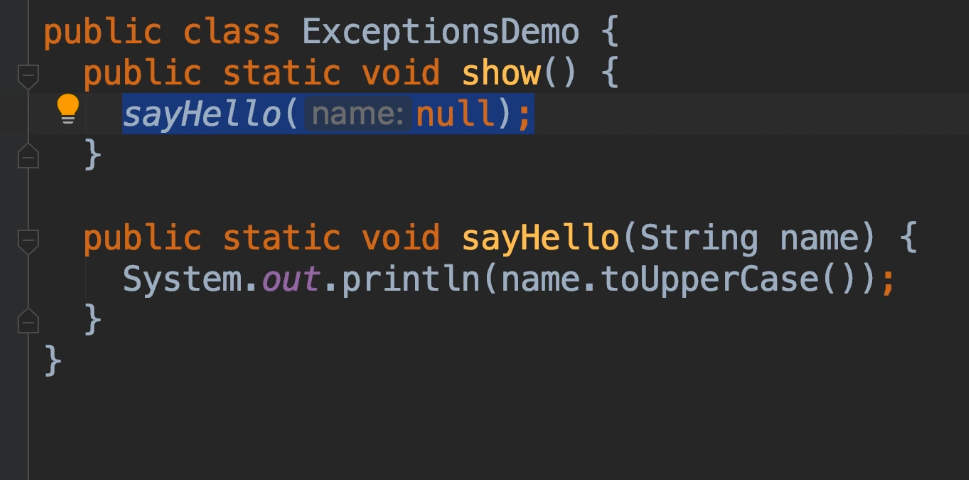 public class ExceptionsDemo {
  public static void show() {
    sayHello( name: null);
  }

  public static void sayHello(String name) {
    System.out.println(name.toUpperCase());
  }
}